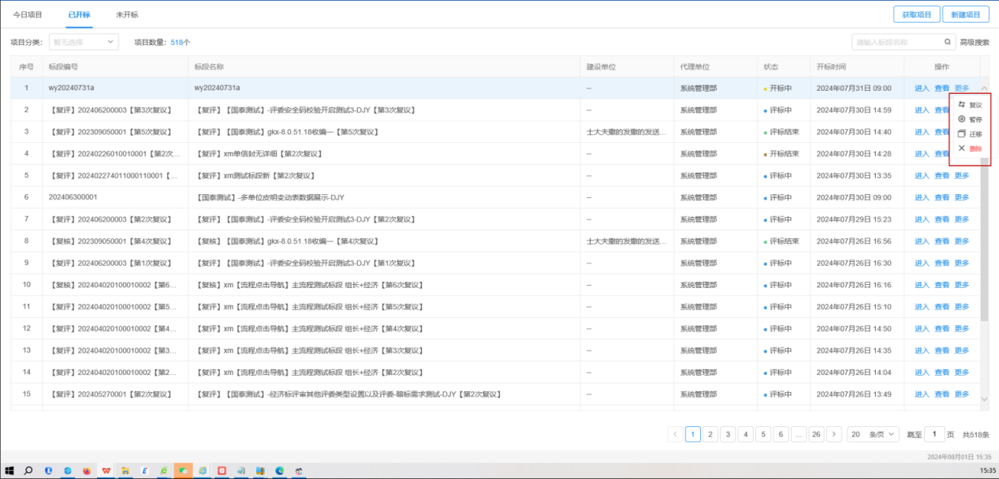 今日项目 已开标 未开标 获取项目 新建项目
项目分类: 暂无选择 项目数量: 518个 请输入标段名称 高级搜索
序号 标段编号 标段名称 建设单位 代理单位 状态 开标时间 操作
1 wy20240731a wy20240731a -- 系统管理部 开标中 2024年07月31日 09:00 进入 查看 更多
复议
暂停
迁移
删除
2 【复评】202406200003【第3次复议】 【复评】【国泰测试】-评委安全码校验开启测试3-DJY【第3次复议】 -- 系统管理部 评标中 2024年07月30日 14:59 进入 查看
3 【复评】202309050001【第5次复议】 【复评】【国泰测试】gkx-8.0.51.18收编一【第5次复议】 士大夫撒的发撒的发送... 系统管理部 评标结束 2024年07月30日 14:40 进入 查看
4 【复评】20240226010010001【第2次... 【复评】xm单信封无详细【第2次复议】 -- 系统管理部 开标结束 2024年07月30日 14:28 进入 查看
5 【复评】202402274011000110001【... 【复评】xm测试标段新【第2次复议】 -- 系统管理部 评标中 2024年07月30日 13:35 进入 查看 更多
6 202406300001 【国泰测试】-多单位皮明变动表数据展示-DJY -- 系统管理部 评标中 2024年07月30日 09:00 进入 查看 更多
7 【复评】202406200003【第2次复议】 【复评】【国泰测试】-评委安全码校验开启测试3-DJY【第2次复议】 -- 系统管理部 评标中 2024年07月29日 15:23 进入 查看 更多
8 【复核】202309050001【第4次复议】 【复核】【国泰测试】gkx-8.0.51.18收编一【第4次复议】 士大夫撒的发撒的发送... 系统管理部 评标结束 2024年07月26日 16:56 进入 查看 更多
9 【复评】202406200003【第1次复议】 【复评】【国泰测试】-评委安全码校验开启测试3-DJY【第1次复议】 -- 系统管理部 评标中 2024年07月26日 16:30 进入 查看 更多
10 【复核】202404020100010002【第6... 【复核】xm【流程点击导航】主流程测试标段 组长+经济【第6次复议】 -- 系统管理部 评标中 2024年07月26日 16:16 进入 查看 更多
11 【复评】202404020100010002【第5... 【复评】xm【流程点击导航】主流程测试标段 组长+经济【第5次复议】 -- 系统管理部 评标中 2024年07月26日 15:10 进入 查看 更多
12 【复评】202404020100010002【第4... 【复评】xm【流程点击导航】主流程测试标段 组长+经济【第4次复议】 -- 系统管理部 评标中 2024年07月26日 14:50 进入 查看 更多
13 【复评】202404020100010002【第3... 【复评】xm【流程点击导航】主流程测试标段 组长+经济【第3次复议】 -- 系统管理部 评标中 2024年07月26日 14:35 进入 查看 更多
14 【复评】202404020100010002【第2... 【复评】xm【流程点击导航】主流程测试标段 组长+经济【第2次复议】 -- 系统管理部 评标中 2024年07月26日 14:04 进入 查看 更多
15 【复评】202405270001【第2次复议】 【复评】【国泰测试】-经济标评审其他评委类型设置以及评委-暗标需求测试-DJY【第2次复议】 -- 系统管理部 评标中 2024年07月26日 13:49 进入 查看 更多
1 2 3 4 5 6 ... 26 20 条/页 跳至 1 页 共518条
2024年08月01日 15:35
15:35